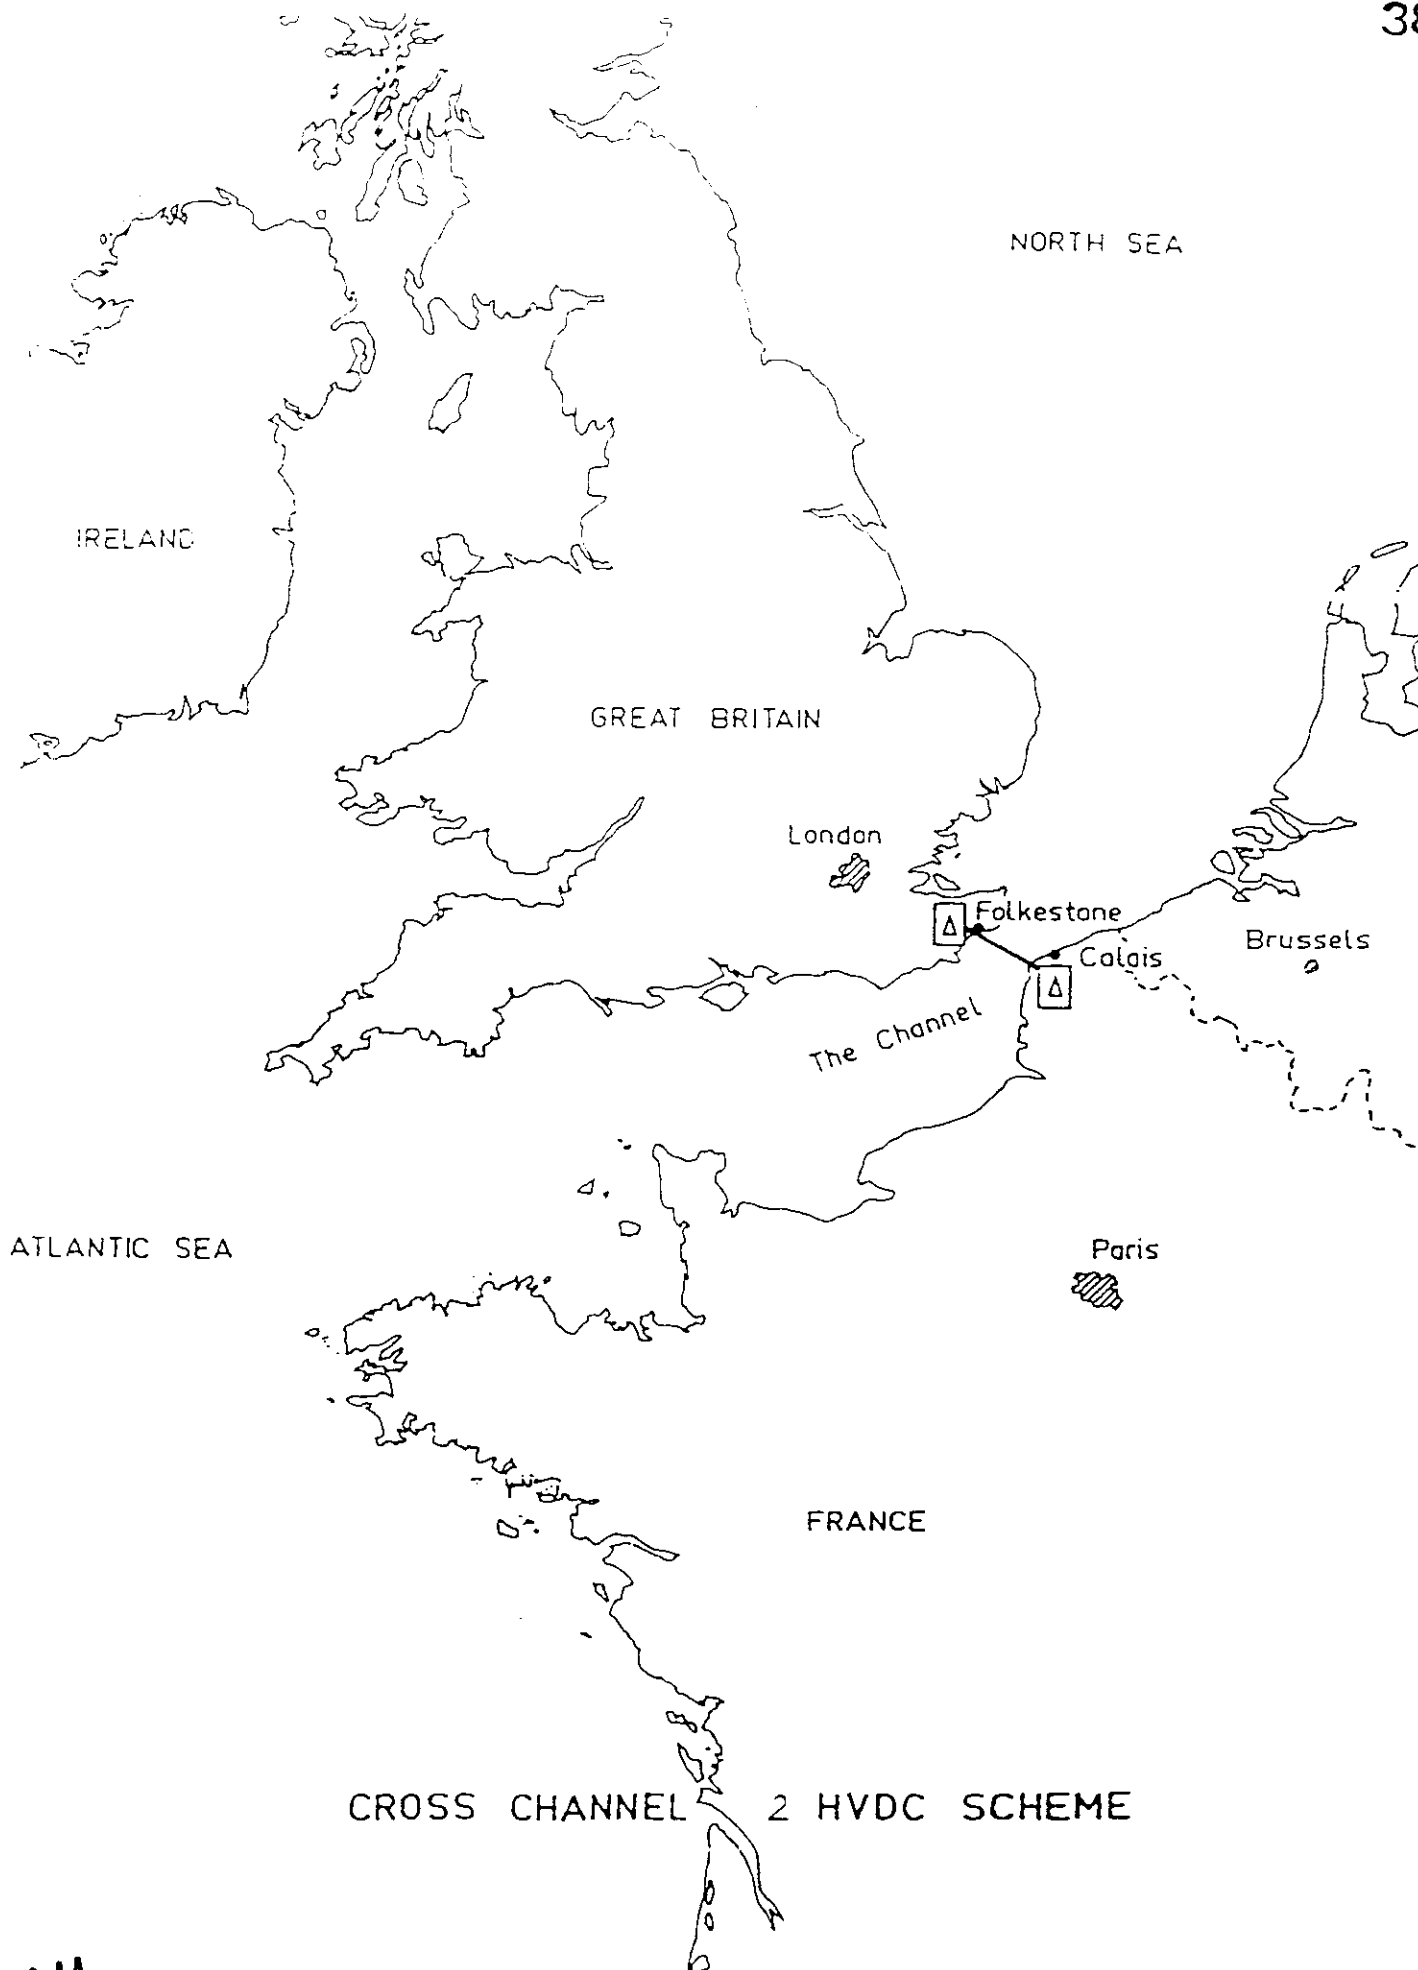 38
NORTH SEA
IRELAND
GREAT BRITAIN
London
Folkestone
Calais
Brussels
The Channel
ATLANTIC SEA
Paris
FRANCE
CROSS CHANNEL 2 HVDC SCHEME